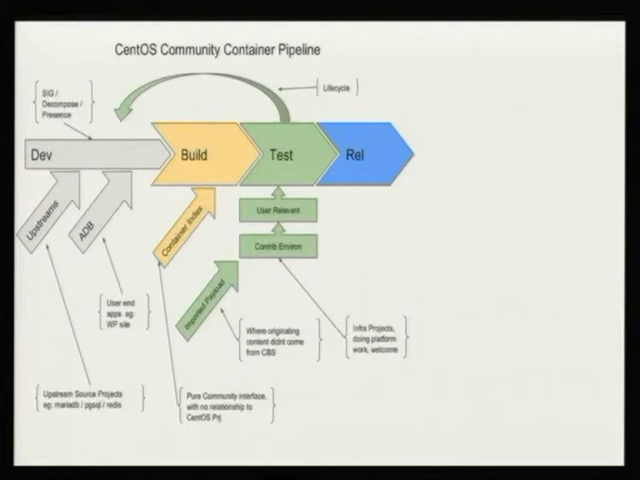 CentOS Community Container Pipeline
SIG /
Decompose /
Presence
Lifecycle
Dev
Build
Test
Rel
Upstreams
ADB
Container Index
User Relevant
Contrib Environ
Imported Payload
User end
apps. eg:
WP site
Where originating
content didnt come
from CBS
Infra Projects,
doing platform
work, welcome
Upstream Source Projects
eg: mariadb / pgsql / redis
Pure Community interface,
with no relationship to
CentOS Prj